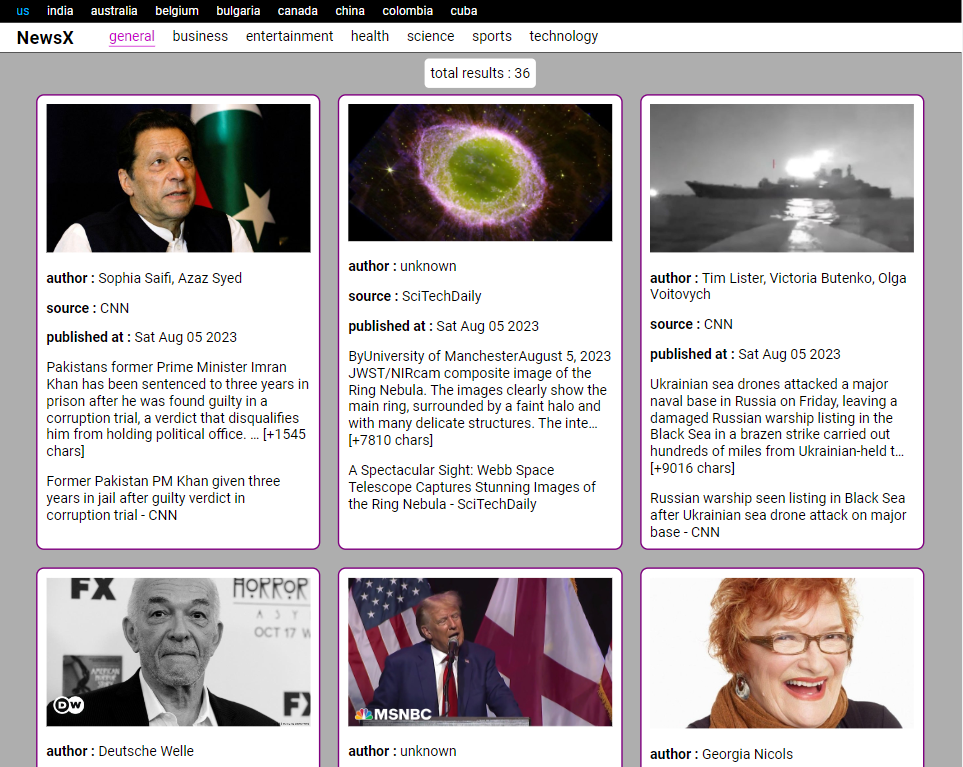 us india australia belgium bulgaria canada china colombia cuba
NewsX general business entertainment health science sports technology
total results : 36
author : Sophia Saifi, Azaz Syed
source : CNN
published at : Sat Aug 05 2023
Pakistans former Prime Minister Imran
Khan has been sentenced to three years in
prison after he was found guilty in a
corruption trial, a verdict that disqualifies
him from holding political office. … [+1545
chars]
Former Pakistan PM Khan given three
years in jail after guilty verdict in
corruption trial - CNN
author : unknown
source : SciTechDaily
published at : Sat Aug 05 2023
ByUniversity of ManchesterAugust 5, 2023
JWST/NIRcam composite image of the
Ring Nebula. The images clearly show the
main ring, surrounded by a faint halo and
with many delicate structures. The inte…
[+7810 chars]
A Spectacular Sight: Webb Space
Telescope Captures Stunning Images of
the Ring Nebula - SciTechDaily
author : Tim Lister, Victoria Butenko, Olga
Voitovych
source : CNN
published at : Sat Aug 05 2023
Ukrainian sea drones attacked a major
naval base in Russia on Friday, leaving a
damaged Russian warship listing in the
Black Sea in a brazen strike carried out
hundreds of miles from Ukrainian-held t…
[+9016 chars]
Russian warship seen listing in Black Sea
after Ukrainian sea drone attack on major
base - CNN
FX HORROR
A S Y
OCT 17 W
AMERICAN
HORROR
DW
FX
author : Deutsche Welle
MSNBC
author : unknown
author : Georgia Nicols